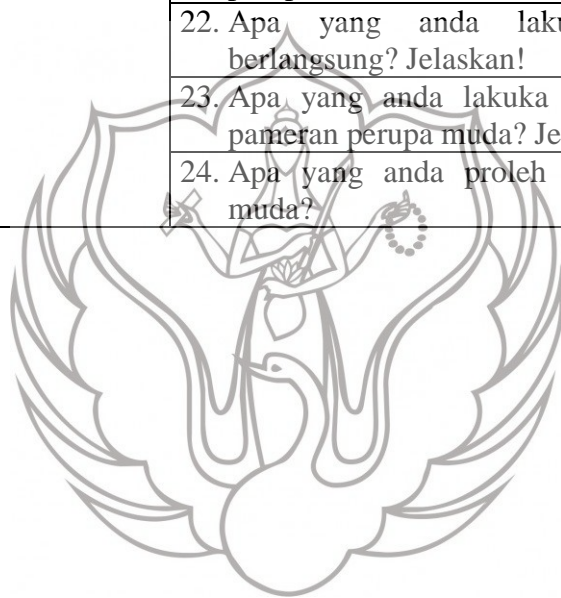 22. Apa yang anda
berlangsung? Jelaskan!
23. Apa yang anda lakuka
pameran perupa muda?
24. Apa yang anda proleh
muda?